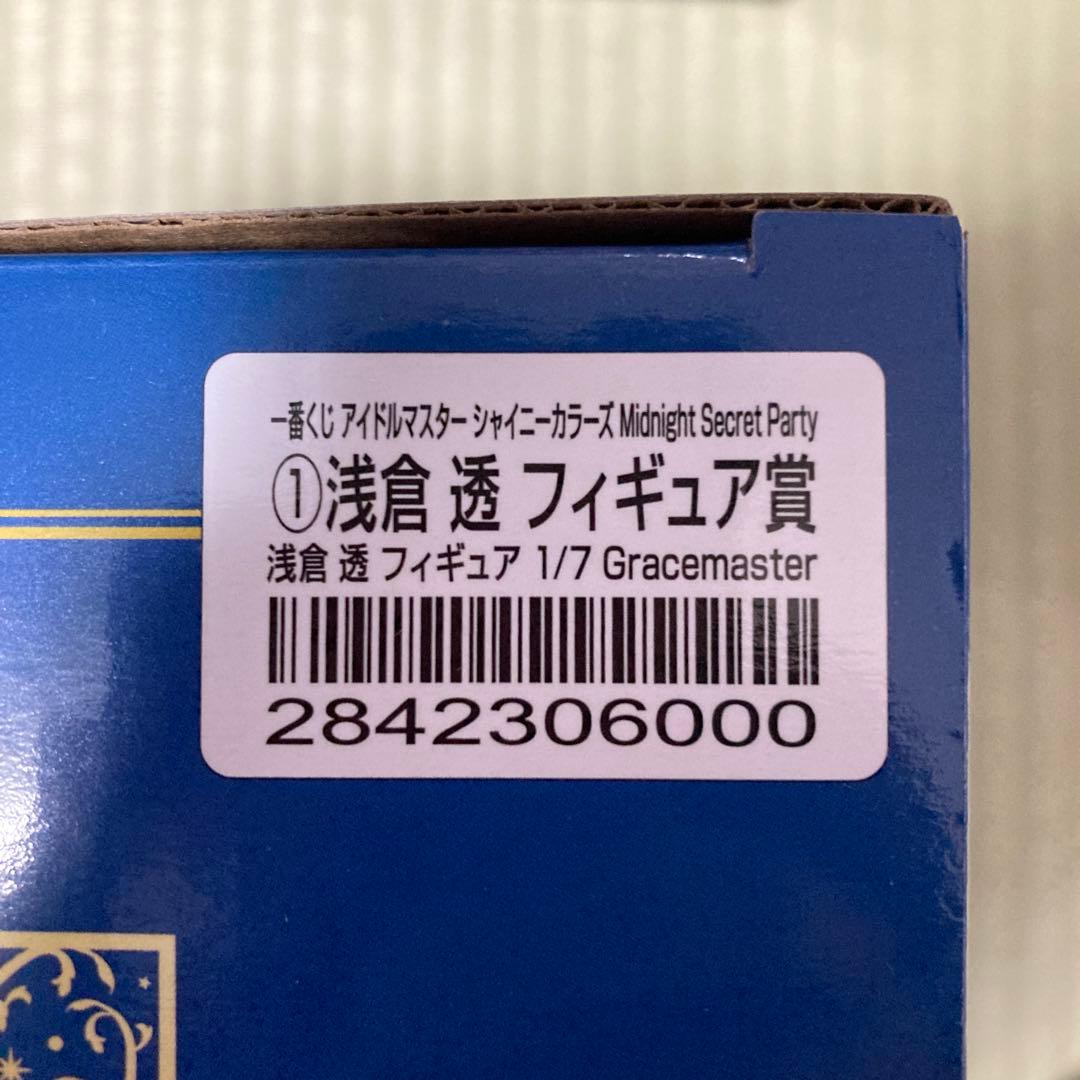 一番くじ アイドルマスター シャイニーカラーズ Midnight Secret Party
①浅倉 透 フィギュア賞
浅倉 透 フィギュア 1/7 Gracemaster
2842306000